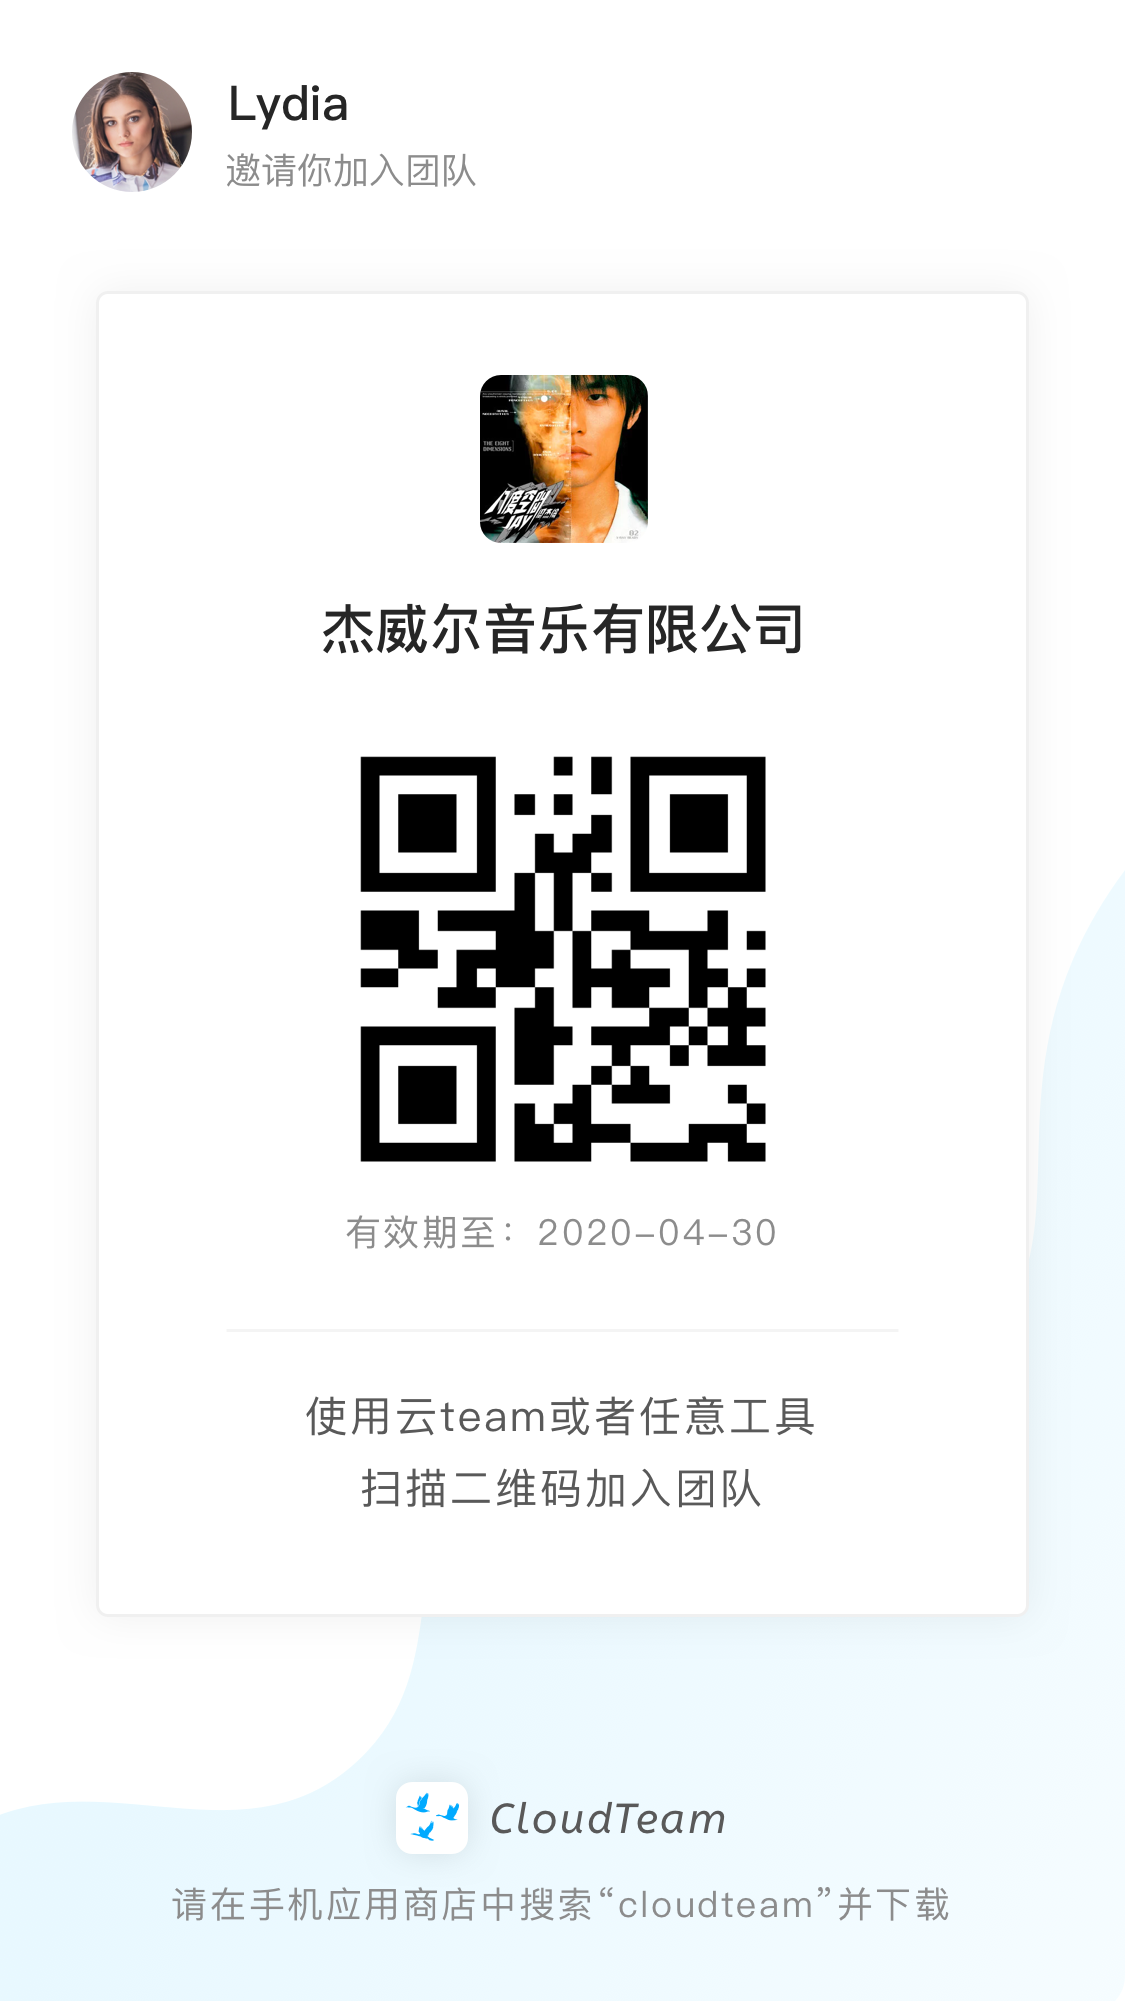 Lydia
邀请你加入团队
THE EIGHT
DIMENSIONS
八度空间
JAY
杰威尔音乐有限公司
有效期至：2020-04-30
使用云team或者任意工具
扫描二维码加入团队
CloudTeam
请在手机应用商店中搜索“cloudteam”并下载